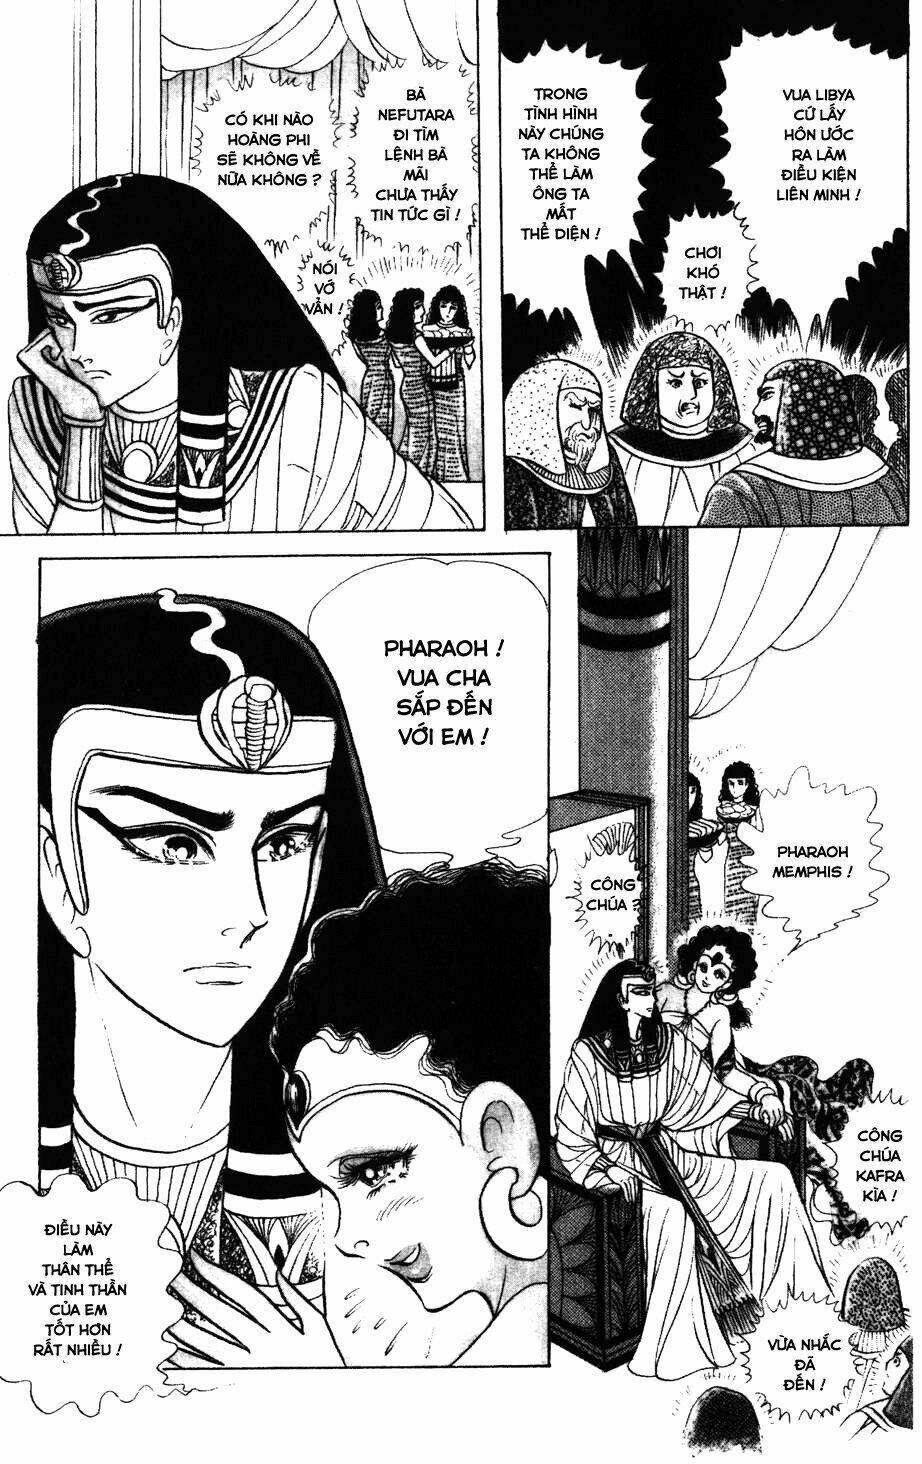 VUA LIBYA
CỨ LẤY
HÔN ƯỚC
RA LÀM
ĐIỀU KIỆN
LIÊN MINH !
CHƠI
KHÓ
THẬT !
TRONG
TÌNH HÌNH
NÀY CHÚNG
TA KHÔNG
THỂ LÀM
ÔNG TA
MẤT
THỂ DIỆN !
BÀ
NEFUTARA
ĐI TÌM
LỆNH BÀ
MÃI
CHƯA THẤY
TIN TỨC GÌ !
CÓ KHI NÀO
HOÀNG PHI
SẼ KHÔNG VỀ
NỮA KHÔNG ?
NÓI
VỚ
VẨN !
PHARAOH
MEMPHIS !
CÔNG
CHÚA ?
CÔNG
CHÚA
KAFRA
KÌA !
VỪA NHẮC
ĐÃ
ĐẾN !
PHARAOH !
VUA CHA
SẮP ĐẾN
VỚI EM !
ĐIỀU NÀY
LÀM
THÂN THỂ
VÀ TINH THẦN
CỦA EM
TỐT HƠN
RẤT NHIỀU !